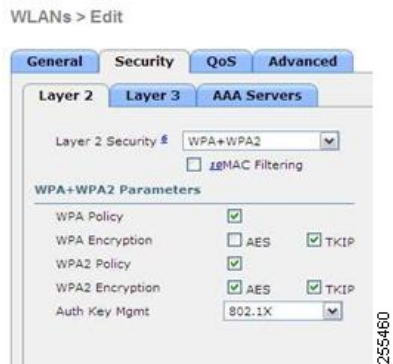 WLANs > Edit
General Security QoS Advanced
Layer 2 Layer 3 AAA Servers
Layer 2 Security 6 WPA+WPA2
10MAC Filtering
WPA+WPA2 Parameters
WPA Policy
WPA Encryption AES TKIP
WPA2 Policy
WPA2 Encryption AES TKIP
Auth Key Mgmt 802.1X
255460